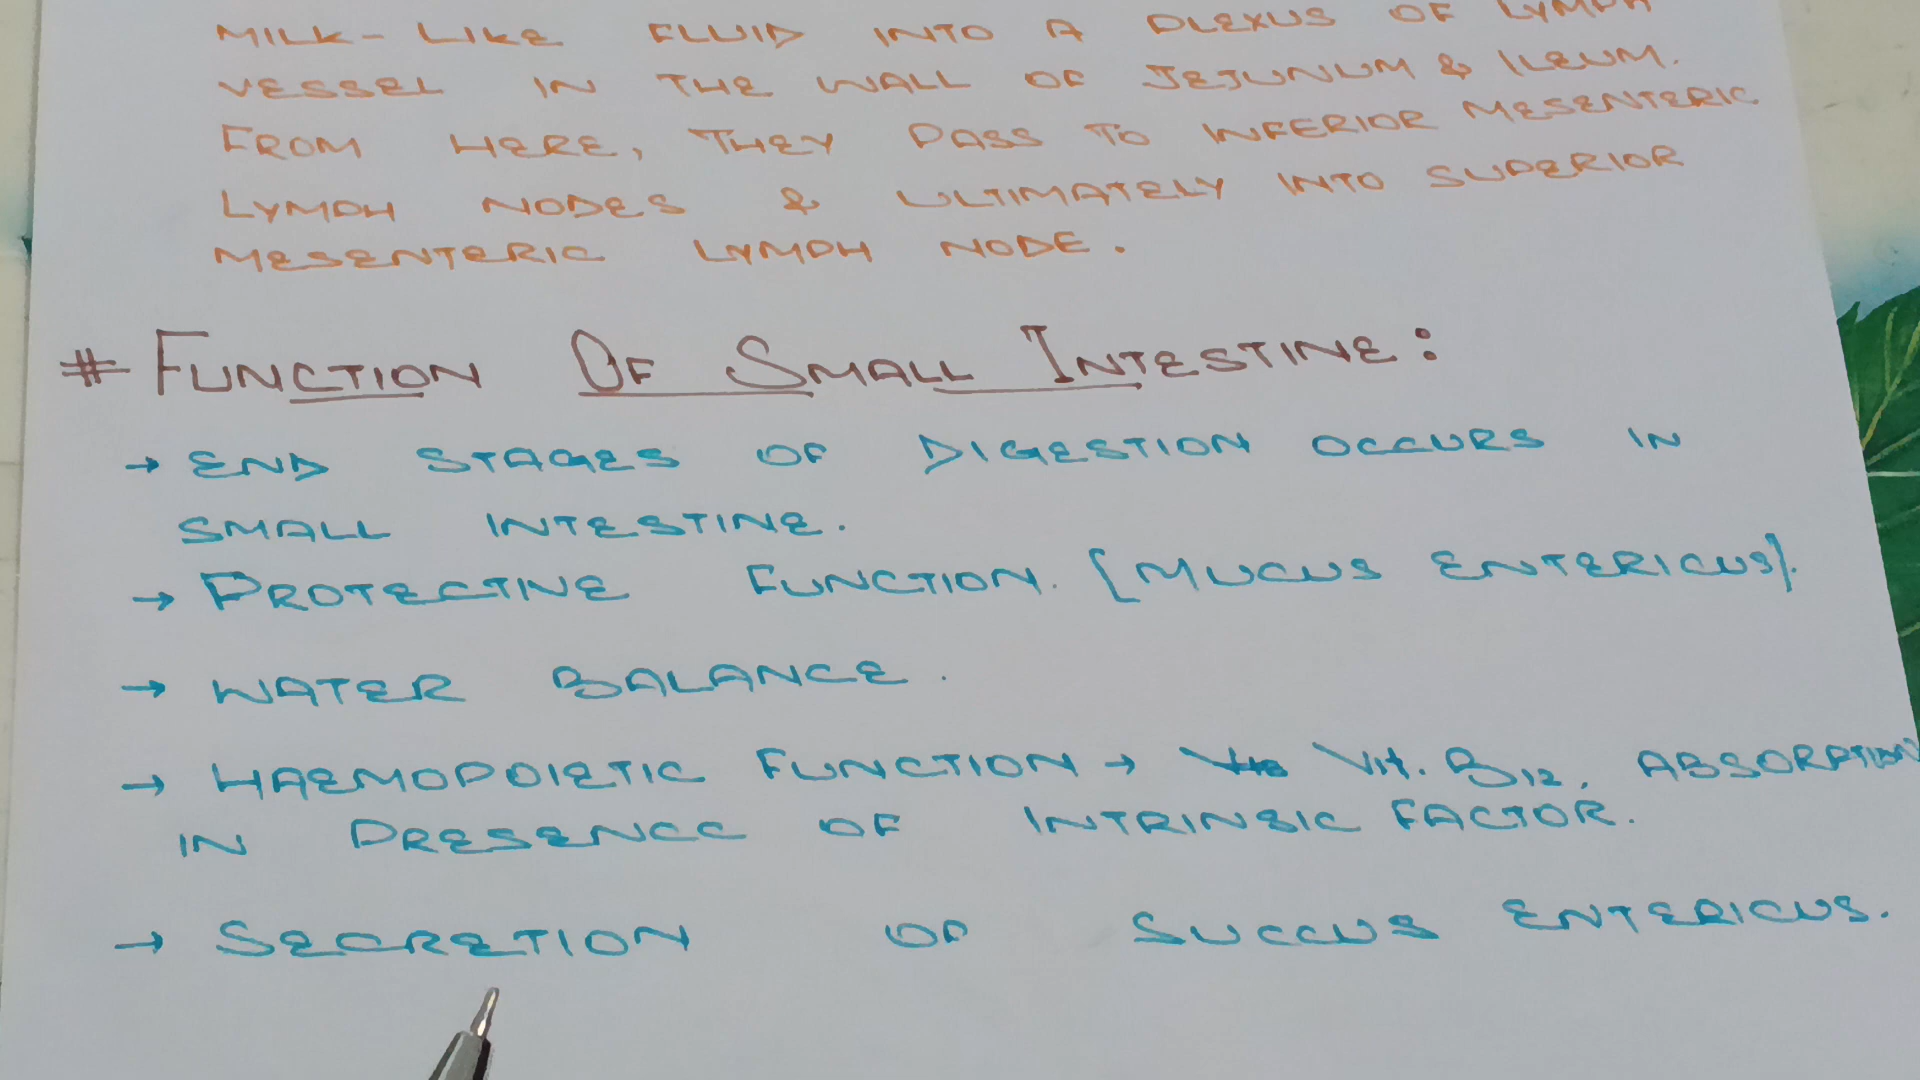 MILK-LIKE FLUID INTO A PLEXUS OF LYMPH
VESSEL IN THE WALL OF JEJUNUM & ILEUM.
FROM HERE, THEY PASS TO INFERIOR MESENTERIC
LYMPH NODES & ULTIMATELY INTO SUPERIOR
MESENTERIC LYMPH NODE.
# FUNCTION OF SMALL INTESTINE:
→ END STAGES OF DIGESTION OCCURS IN
SMALL INTESTINE.
→ PROTECTIVE FUNCTION. [MUCUS ENTERICUS].
→ WATER BALANCE.
→ HAEMOPOIETIC FUNCTION → Vit. B12, ABSORPTION
IN PRESENCE OF INTRINSIC FACTOR.
→ SECRETION OF SUCCUS ENTERICUS.